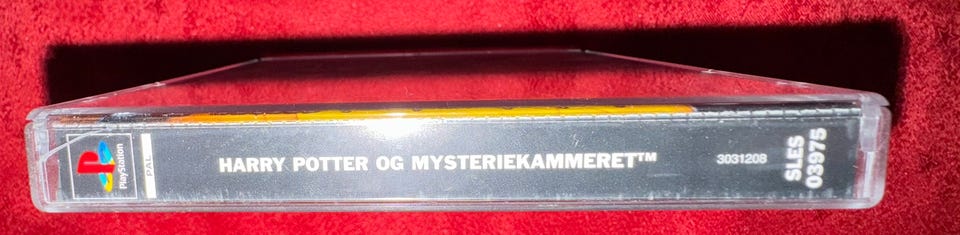 PlayStation
PAL
HARRY POTTER OG MYSTERIEKAMMERET™
3031208
SLES
03975